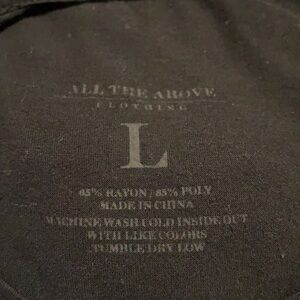 ALL THE ABOVE
CLOTHING
L
65% RAYON / 35% POLY
MADE IN CHINA
MACHINE WASH COLD INSIDE OUT
WITH LIKE COLORS
TUMBLE DRY LOW